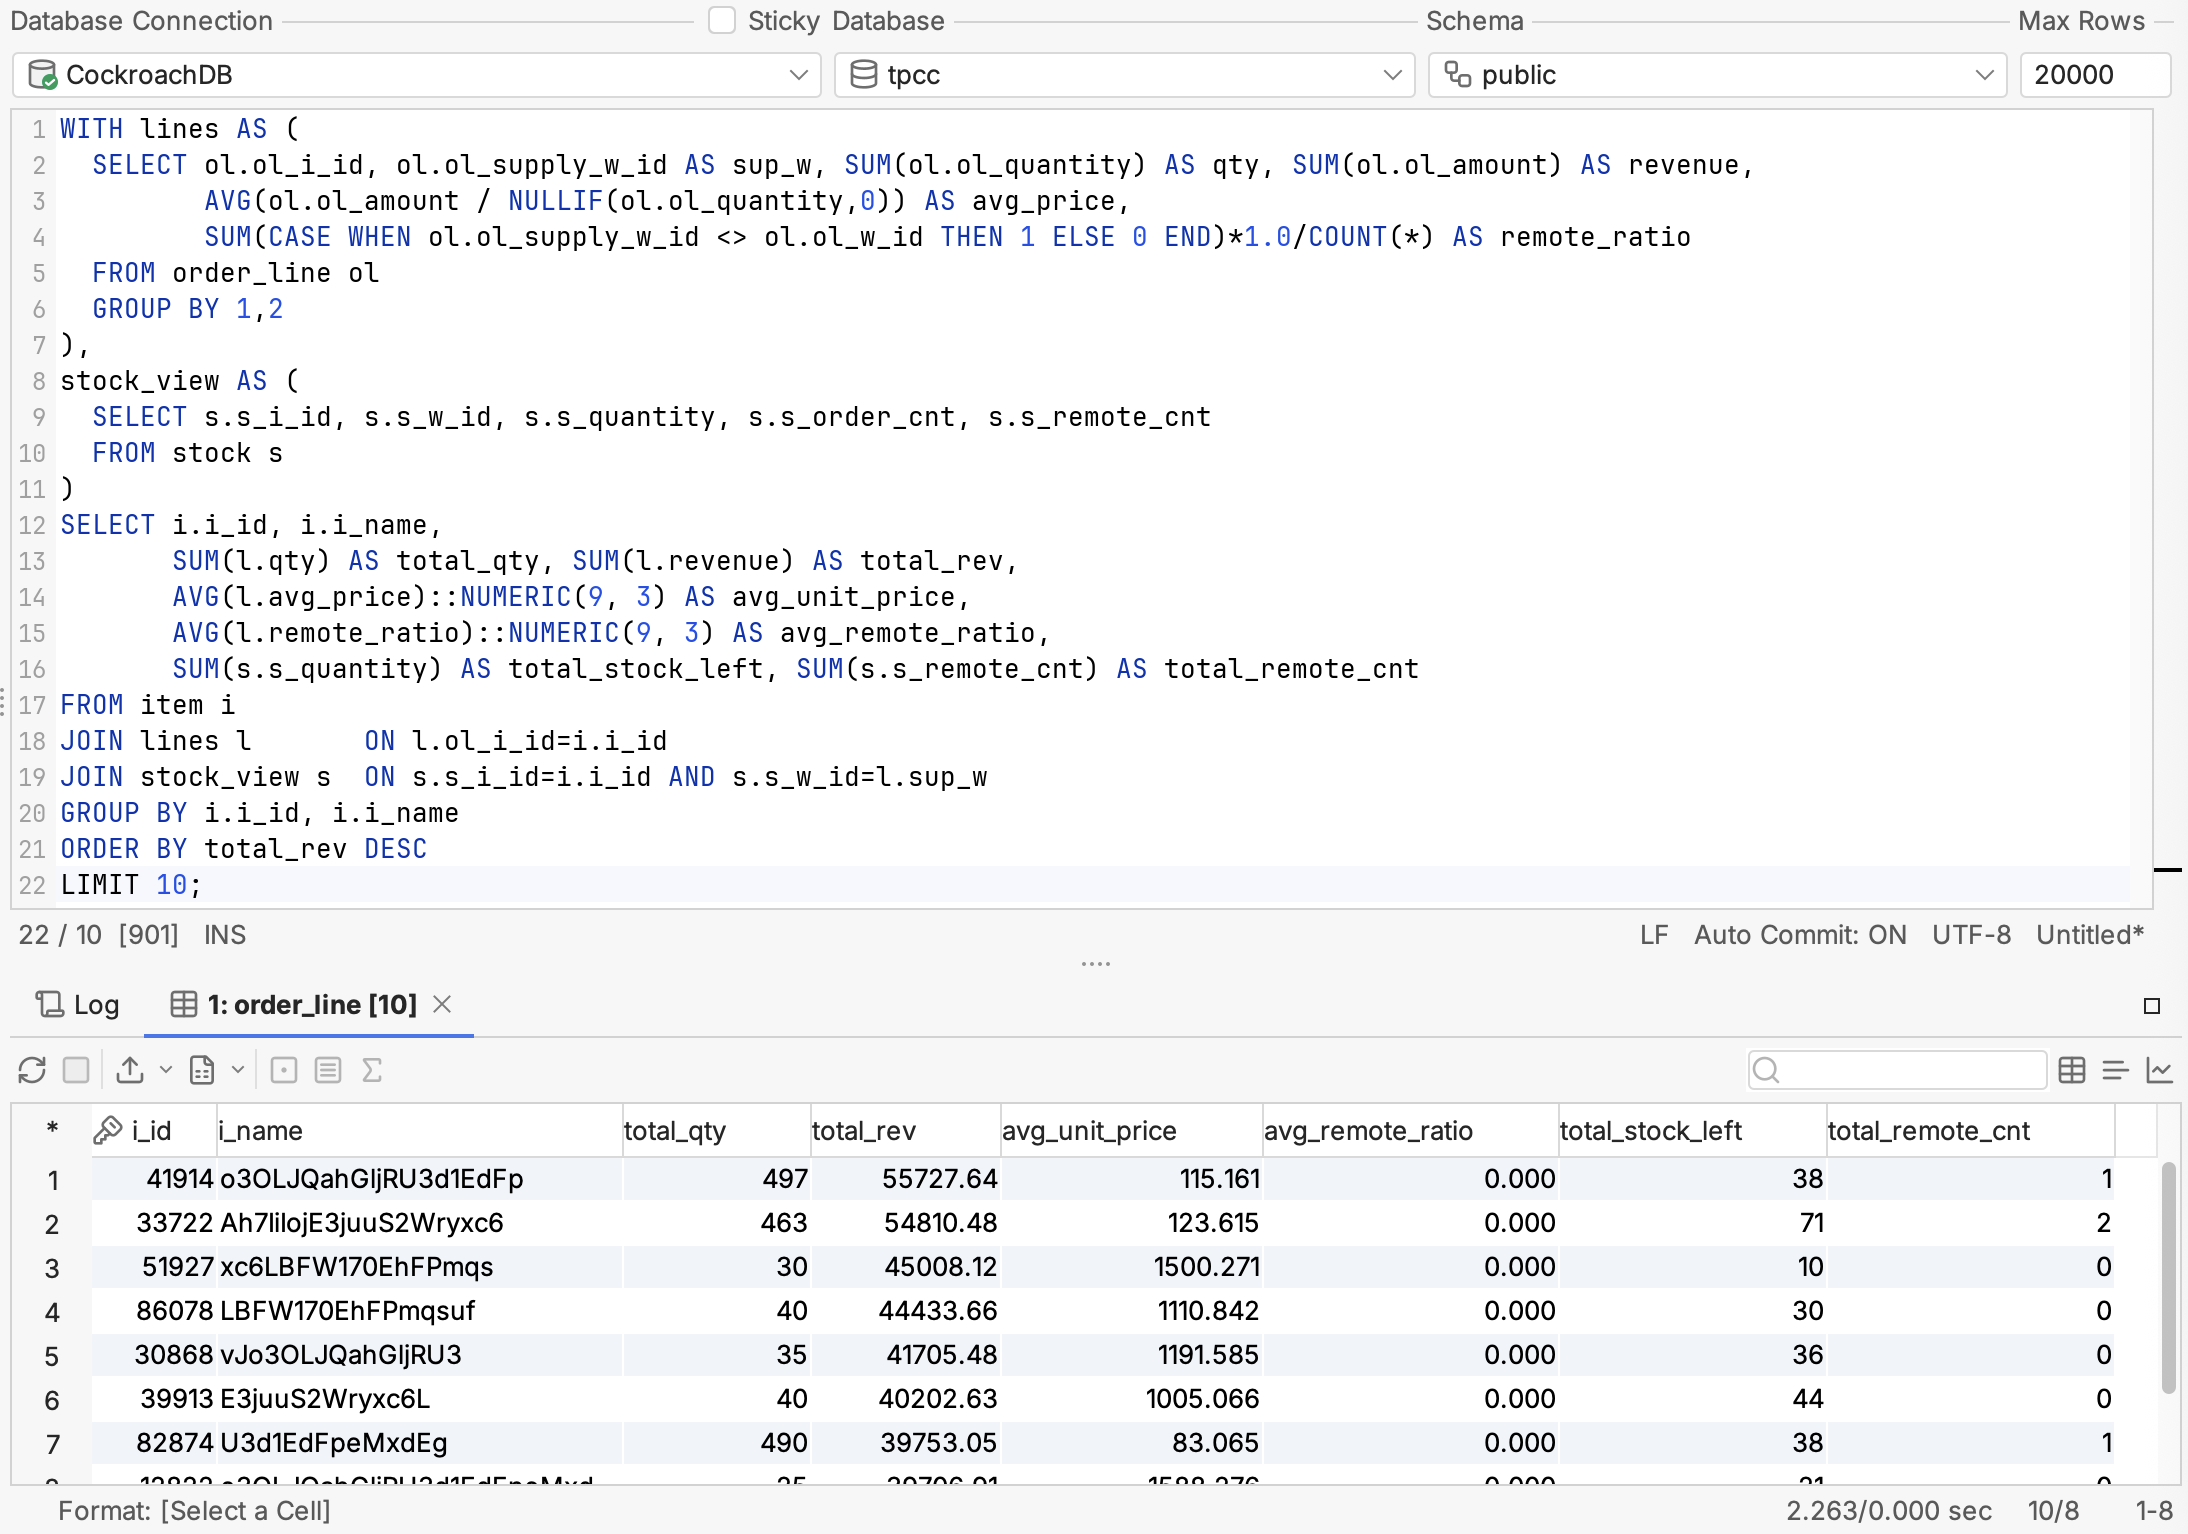 Database Connection Sticky Database Schema Max Rows
CockroachDB tpcc public 20000
1 WITH lines AS (
2   SELECT ol.ol_i_id, ol.ol_supply_w_id AS sup_w, SUM(ol.ol_quantity) AS qty, SUM(ol.ol_amount) AS revenue,
3          AVG(ol.ol_amount / NULLIF(ol.ol_quantity,0)) AS avg_price,
4          SUM(CASE WHEN ol.ol_supply_w_id <> ol.ol_w_id THEN 1 ELSE 0 END)*1.0/COUNT(*) AS remote_ratio
5   FROM order_line ol
6   GROUP BY 1,2
7 ),
8 stock_view AS (
9   SELECT s.s_i_id, s.s_w_id, s.s_quantity, s.s_order_cnt, s.s_remote_cnt
10   FROM stock s
11 )
12 SELECT i.i_id, i.i_name,
13        SUM(l.qty) AS total_qty, SUM(l.revenue) AS total_rev,
14        AVG(l.avg_price)::NUMERIC(9, 3) AS avg_unit_price,
15        AVG(l.remote_ratio)::NUMERIC(9, 3) AS avg_remote_ratio,
16        SUM(s.s_quantity) AS total_stock_left, SUM(s.s_remote_cnt) AS total_remote_cnt
17 FROM item i
18 JOIN lines l       ON l.ol_i_id=i.i_id
19 JOIN stock_view s  ON s.s_i_id=i.i_id AND s.s_w_id=l.sup_w
20 GROUP BY i.i_id, i.i_name
21 ORDER BY total_rev DESC
22 LIMIT 10;
22 / 10 [901] INS LF Auto Commit: ON UTF-8 Untitled*
Log 1: order_line [10]
* i_id i_name total_qty total_rev avg_unit_price avg_remote_ratio total_stock_left total_remote_cnt
1 41914 o3OLJQahGljRU3d1EdFp 497 55727.64 115.161 0.000 38 1
2 33722 Ah7liIojE3juuS2Wryxc6 463 54810.48 123.615 0.000 71 2
3 51927 xc6LBFW170EhFPmqs 30 45008.12 1500.271 0.000 10 0
4 86078 LBFW170EhFPmqsuf 40 44433.66 1110.842 0.000 30 0
5 30868 vJo3OLJQahGljRU3 35 41705.48 1191.585 0.000 36 0
6 39913 E3juuS2Wryxc6L 40 40202.63 1005.066 0.000 44 0
7 82874 U3d1EdFpeMxdEg 490 39753.05 83.065 0.000 38 1
Format: [Select a Cell] 2.263/0.000 sec 10/8 1-8